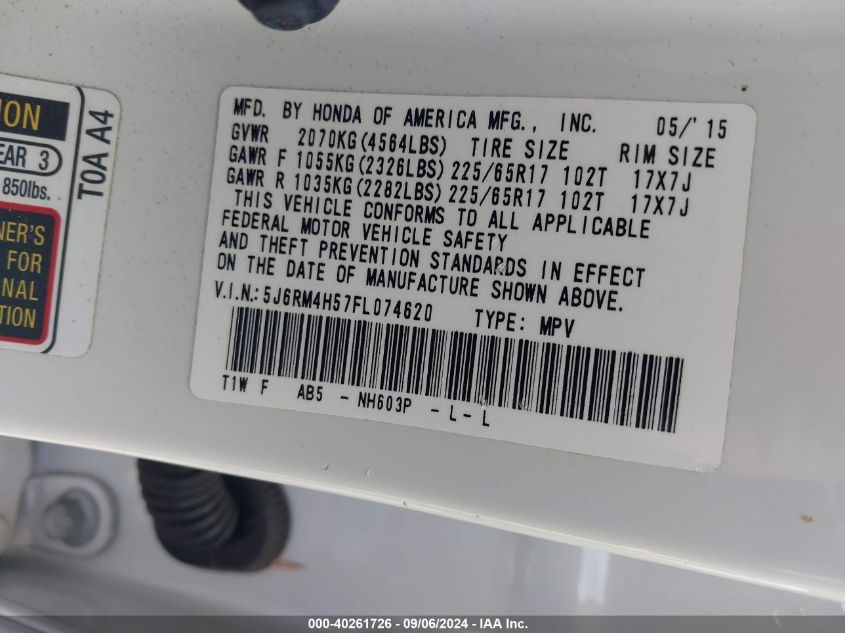 ION
EAR 3
850lbs.
NER'S
FOR
NAL
TION
T0A A4
MFD. BY HONDA OF AMERICA MFG., INC. 05/'15
GVWR 2070KG(4564LBS) TIRE SIZE RIM SIZE
GAWR F 1055KG(2326LBS) 225/65R17 102T 17X7J
GAWR R 1035KG(2282LBS) 225/65R17 102T 17X7J
THIS VEHICLE CONFORMS TO ALL APPLICABLE
FEDERAL MOTOR VEHICLE SAFETY
AND THEFT PREVENTION STANDARDS IN EFFECT
ON THE DATE OF MANUFACTURE SHOWN ABOVE.
V.I.N.:5J6RM4H57FL074620 TYPE: MPV
T1W F AB5 - NH603P - L- L
000-40261726 - 09/06/2024 - IAA Inc.